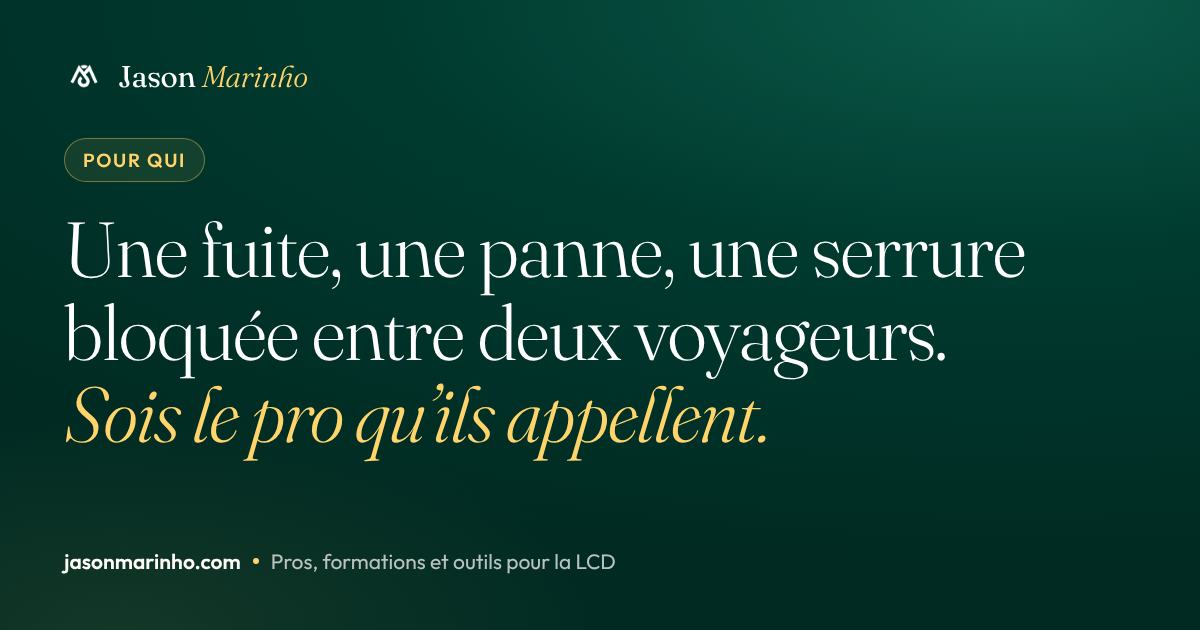 Jason Marinho
POUR QUI
Une fuite, une panne, une serrure
bloquée entre deux voyageurs.
Sois le pro qu’ils appellent.
jasonmarinho.com • Pros, formations et outils pour la LCD